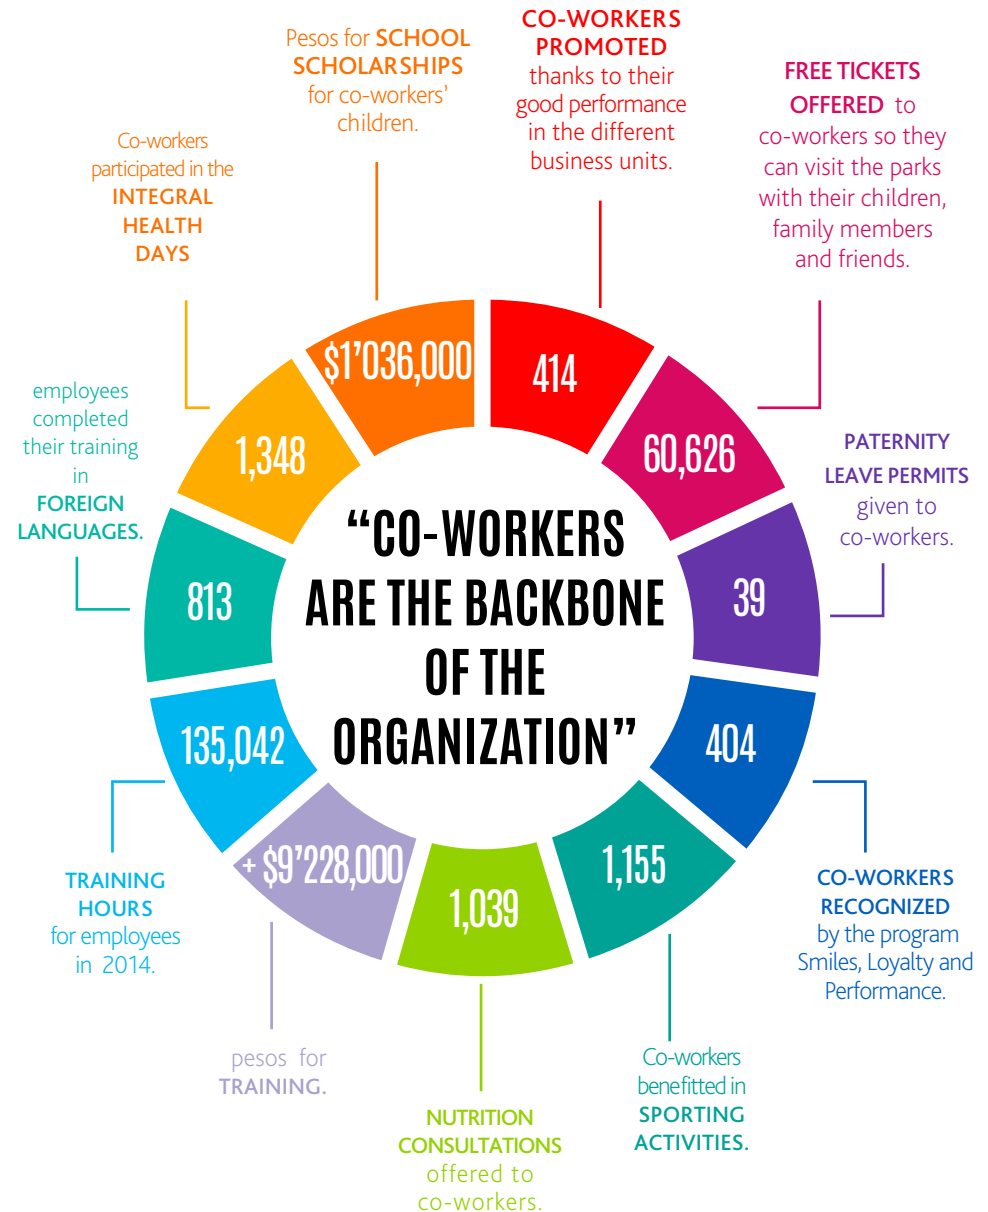 Pesos for SCHOOL
SCHOLARSHIPS
for co-workers'
children.
CO-WORKERS
PROMOTED
thanks to their
good performance
in the different
business units.
FREE TICKETS
OFFERED to
co-workers so they
can visit the parks
with their children,
family members
and friends.
Co-workers
participated in the
INTEGRAL
HEALTH
DAYS
$1’036,000
414
60,626
1,348
employees
completed
their training
in
FOREIGN
LANGUAGES.
PATERNITY
LEAVE PERMITS
given to
co-workers.
813
39
“CO-WORKERS
ARE THE BACKBONE
OF THE
ORGANIZATION”
135,042
404
+ $9’228,000
1,039
1,155
TRAINING
HOURS
for employees
in 2014.
CO-WORKERS
RECOGNIZED
by the program
Smiles, Loyalty and
Performance.
pesos for
TRAINING.
NUTRITION
CONSULTATIONS
offered to
co-workers.
Co-workers
benefitted in
SPORTING
ACTIVITIES.